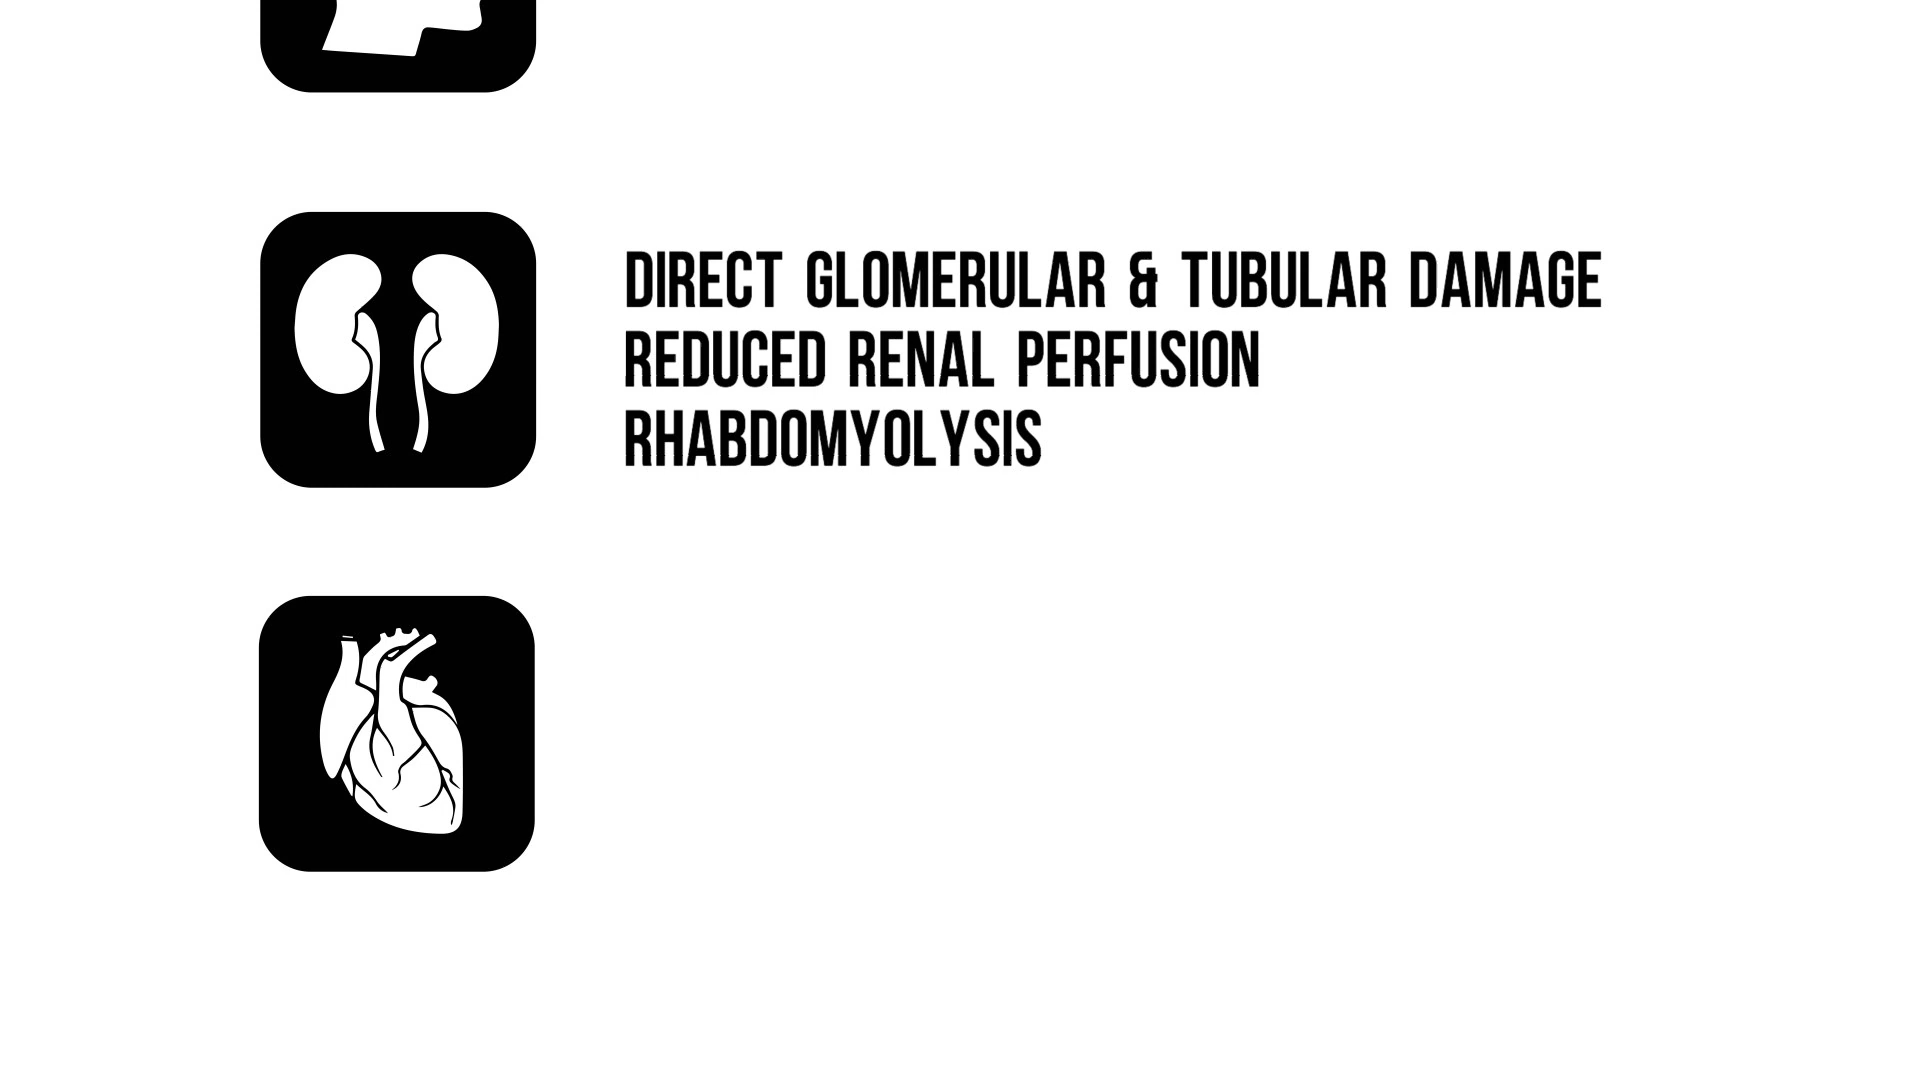 DIRECT GLOMERULAR & TUBULAR DAMAGE
REDUCED RENAL PERFUSION
RHABDOMYOLYSIS